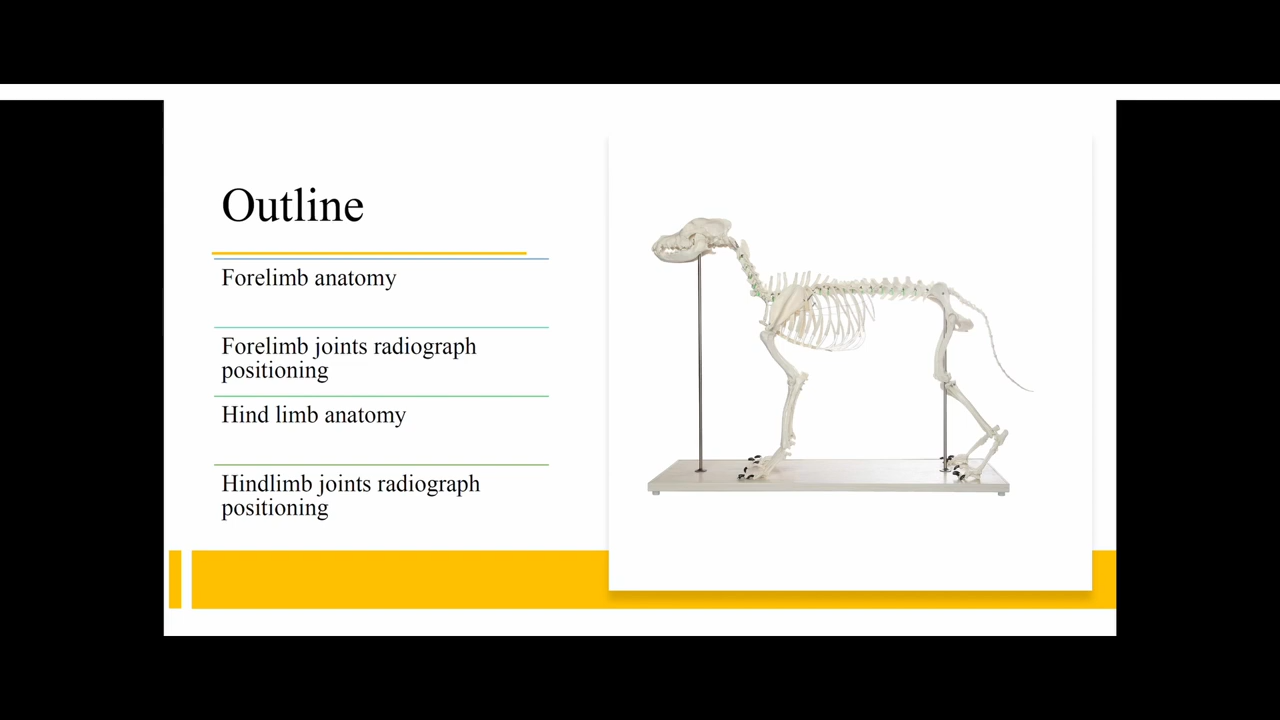 Outline
Forelimb anatomy
Forelimb joints radiograph
positioning
Hind limb anatomy
Hindlimb joints radiograph
positioning